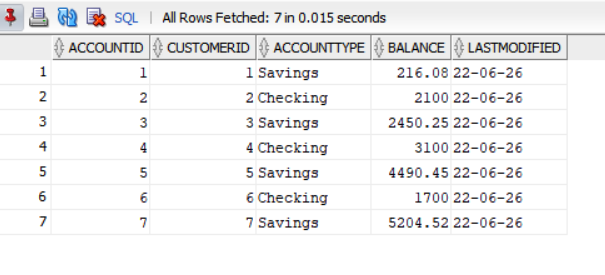 SQL | All Rows Fetched: 7 in 0.015 seconds
ACCOUNTID CUSTOMERID ACCOUNTTYPE BALANCE LASTMODIFIED
1 1 1 Savings 216.08 22-06-26
2 2 2 Checking 2100 22-06-26
3 3 3 Savings 2450.25 22-06-26
4 4 4 Checking 3100 22-06-26
5 5 5 Savings 4490.45 22-06-26
6 6 6 Checking 1700 22-06-26
7 7 7 Savings 5204.52 22-06-26